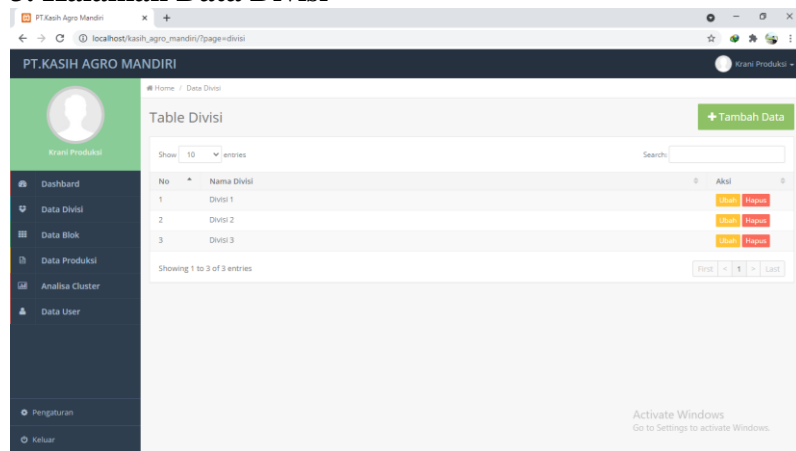 PT.Kasih Agro Mandiri
localhost/kasih_agro_mandiri/?page=divisi
PT.KASIH AGRO MANDIRI
Krani Produksi
Home / Data Divisi
Table Divisi
Tambah Data
Krani Produksi
Show 10 entries
Search:
No Nama Divisi Aksi
1 Divisi 1 Ubah Hapus
2 Divisi 2 Ubah Hapus
3 Divisi 3 Ubah Hapus
Showing 1 to 3 of 3 entries
First < 1 > Last
Dashbard
Data Divisi
Data Blok
Data Produksi
Analisa Cluster
Data User
Pengaturan
Keluar
Activate Windows
Go to Settings to activate Windows.